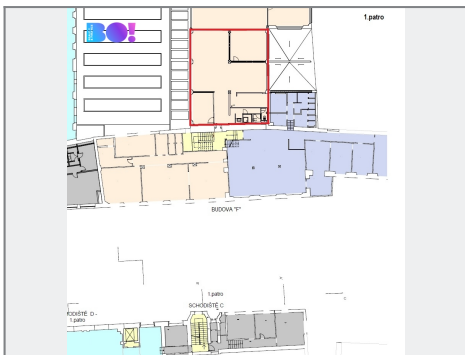 1.patro
BO!
BUDOVA "F"
1.patro
SCHODIŠTĚ C
SCHODIŠTĚ D -
1.patro